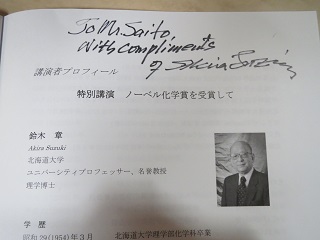 To Mr. Saito,
with compliments
of Akira Suzuki
講演者プロフィール
特別講演 ノーベル化学賞を受賞して
鈴木 章
Akira Suzuki
北海道大学
ユニバーシティプロフェッサー、名誉教授
理学博士
学 歴
昭和29(1954)年3月 北海道大学理学部化学科卒業